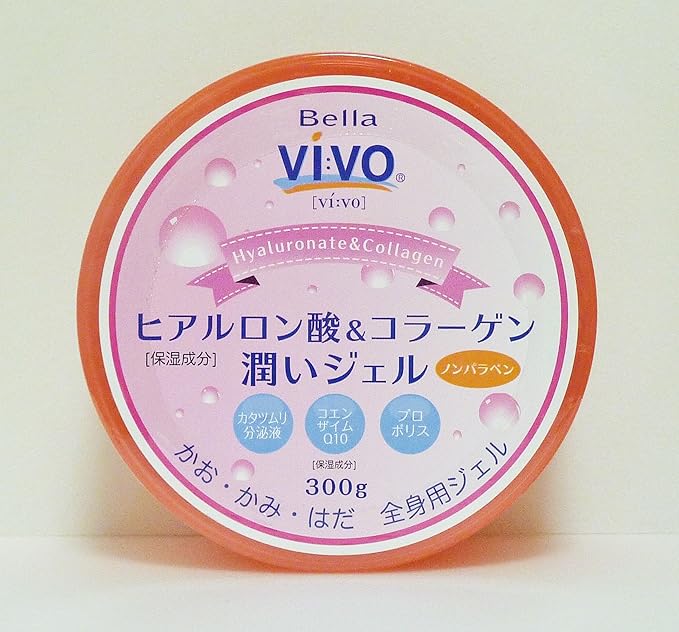 Bella
Vi:VO®
[ví:vo]
Hyaluronate&Collagen
ヒアルロン酸&コラーゲン
[保湿成分]
潤いジェル
ノンパラベン
カタツムリ
分泌液
コエン
ザイム
Q10
プロ
ポリス
[保湿成分]
300g
かお・かみ・はだ 全身用ジェル